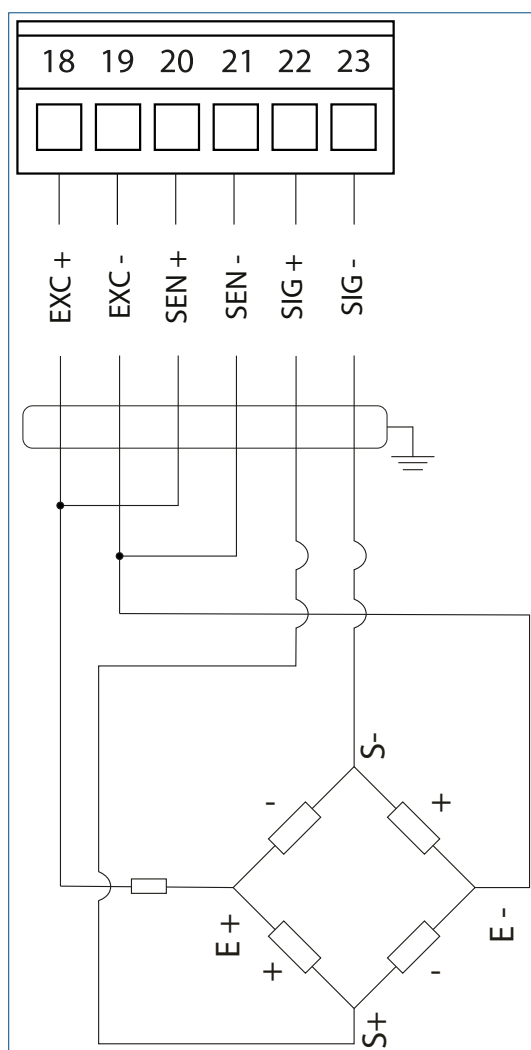 18 19 20 21 22 23
EXC +
EXC -
SEN +
SEN -
SIG +
SIG -
S-
-
+
E +
E -
+
-
S+